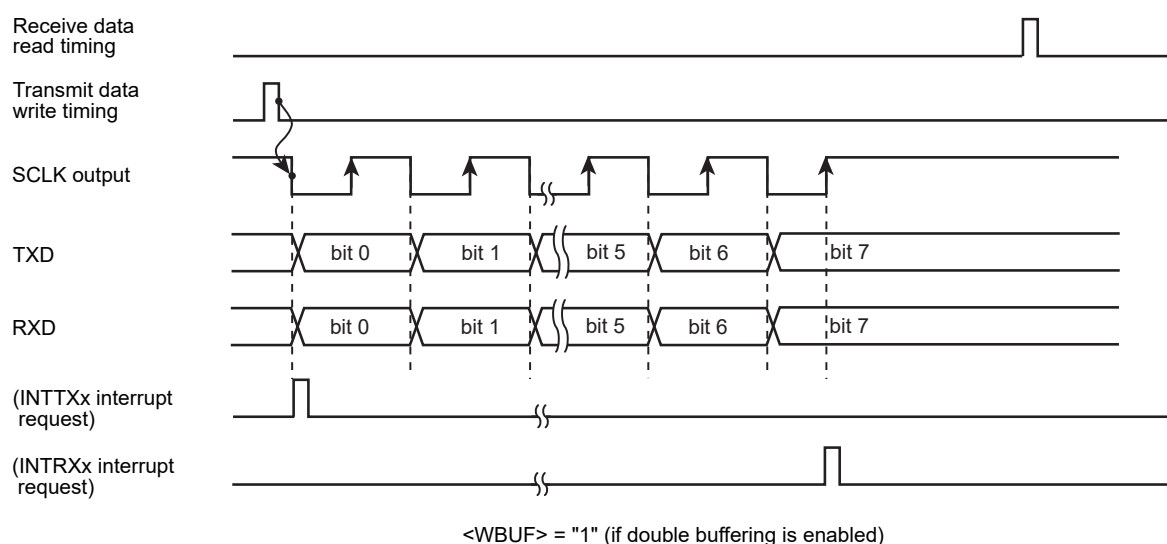 Receive data
read timing
Transmit data
write timing
SCLK output
TXD
bit 0
bit 1
bit 5
bit 6
bit 7
RXD
bit 0
bit 1
bit 5
bit 6
bit 7
(INTTXx interrupt
request)
(INTRXx interrupt
request)
<WBUF> = "1" (if double buffering is enabled)